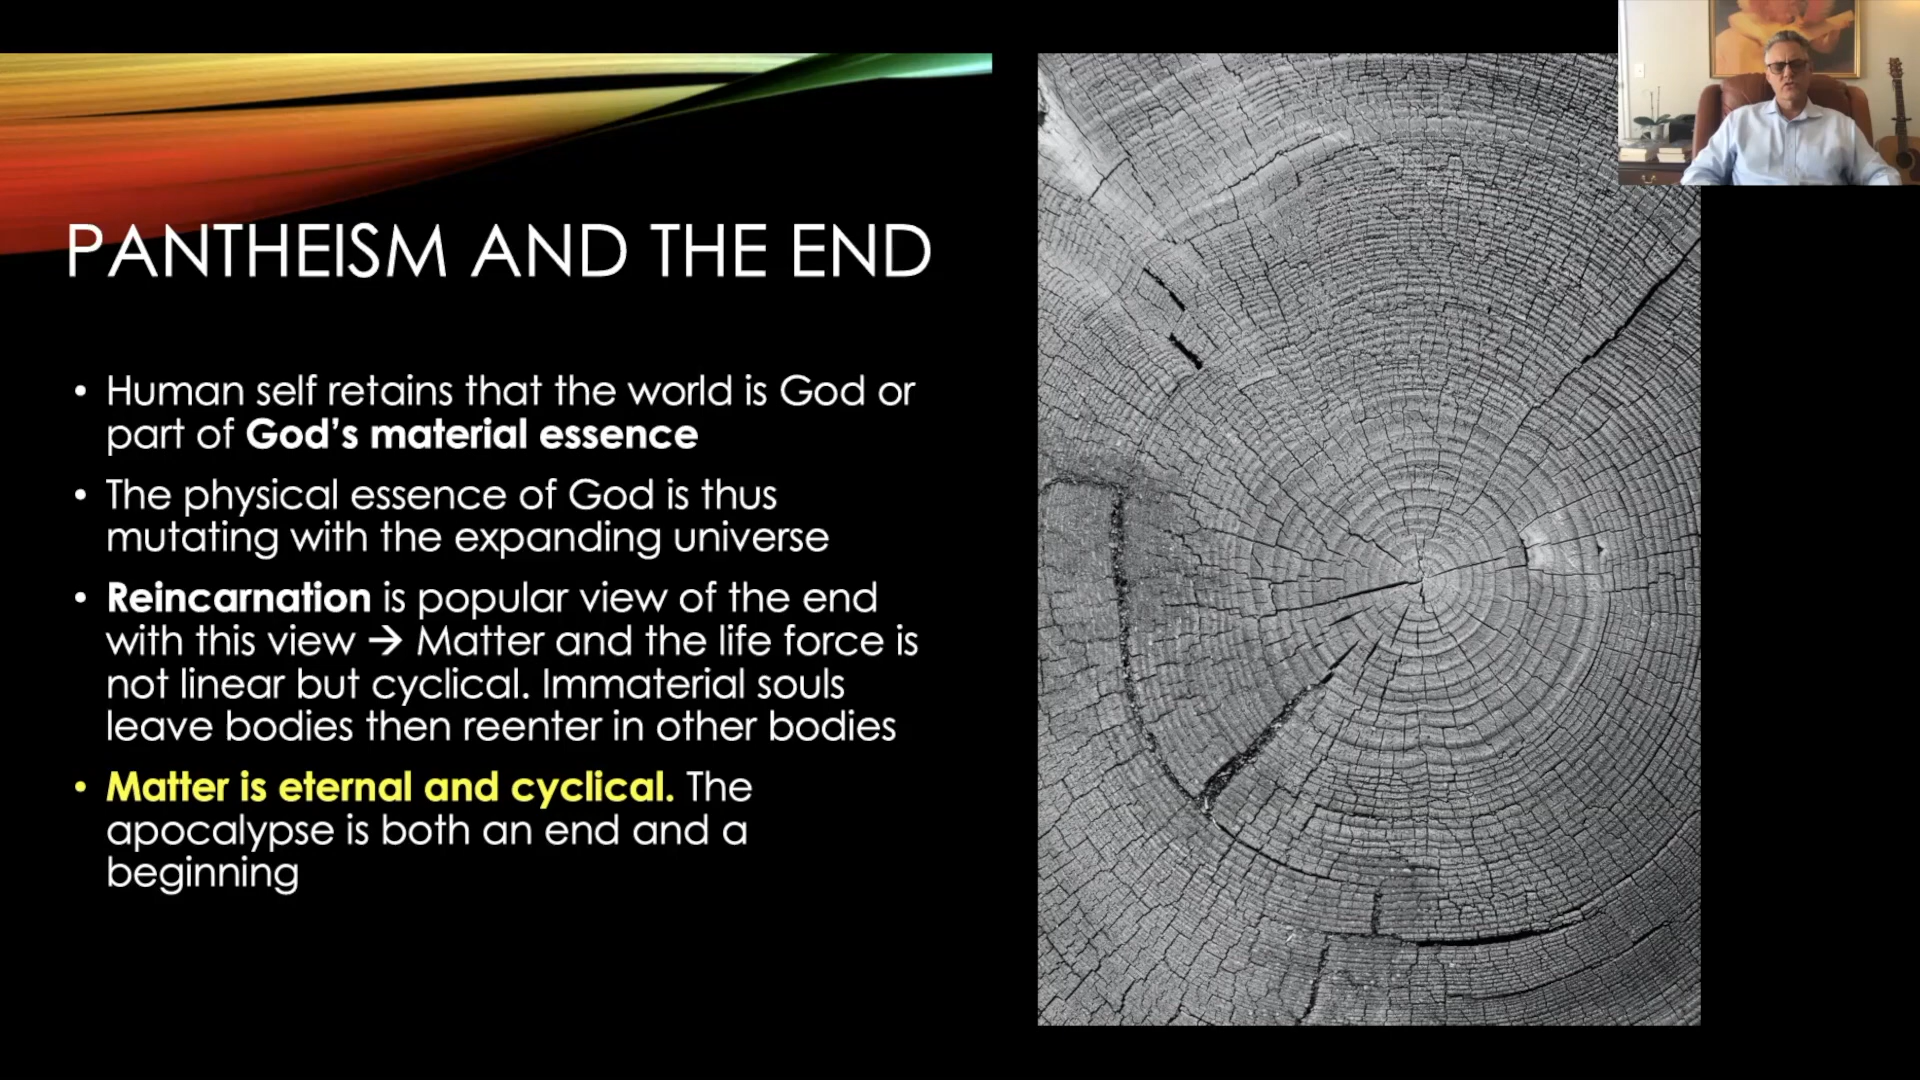 PANTHEISM AND THE END
• Human self retains that the world is God or
part of God's material essence
• The physical essence of God is thus
mutating with the expanding universe
• Reincarnation is popular view of the end
with this view → Matter and the life force is
not linear but cyclical. Immaterial souls
leave bodies then reenter in other bodies
• Matter is eternal and cyclical. The
apocalypse is both an end and a
beginning